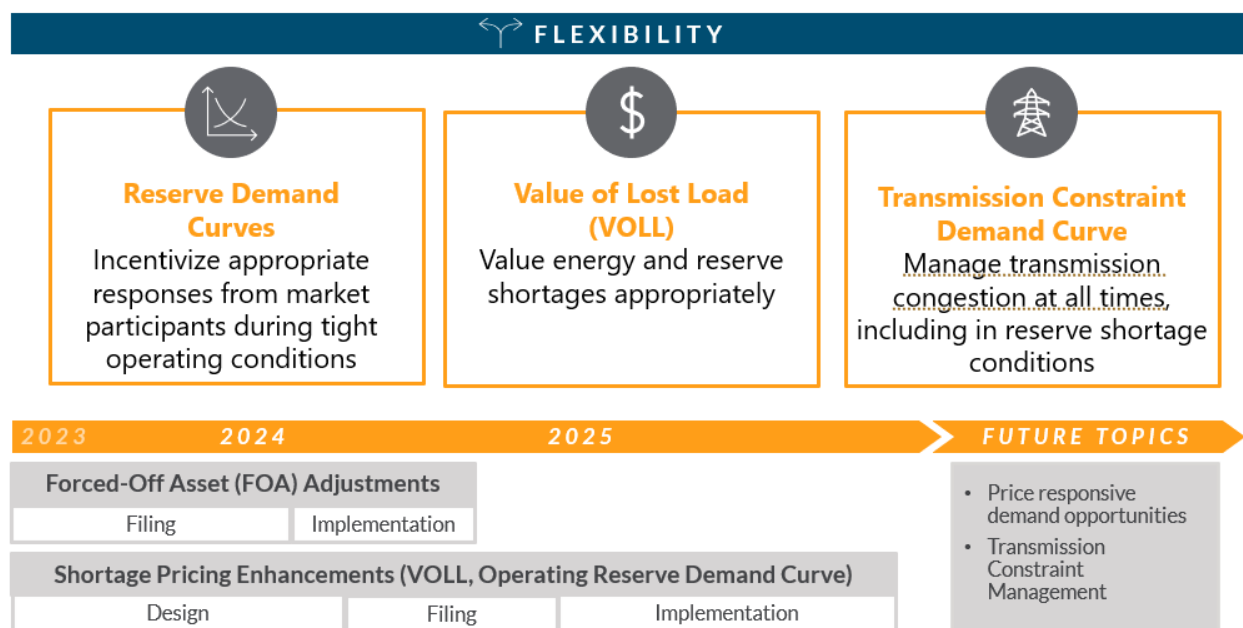 FLEXIBILITY
Reserve Demand
Curves
Incentivize appropriate
responses from market
participants during tight
operating conditions
$
Value of Lost Load
(VOLL)
Value energy and reserve
shortages appropriately
Transmission Constraint
Demand Curve
Manage transmission
congestion at all times,
including in reserve shortage
conditions
2023 2024 2025 FUTURE TOPICS
Forced-Off Asset (FOA) Adjustments
Filing Implementation
Shortage Pricing Enhancements (VOLL, Operating Reserve Demand Curve)
Design Filing Implementation
• Price responsive
demand opportunities
• Transmission
Constraint
Management